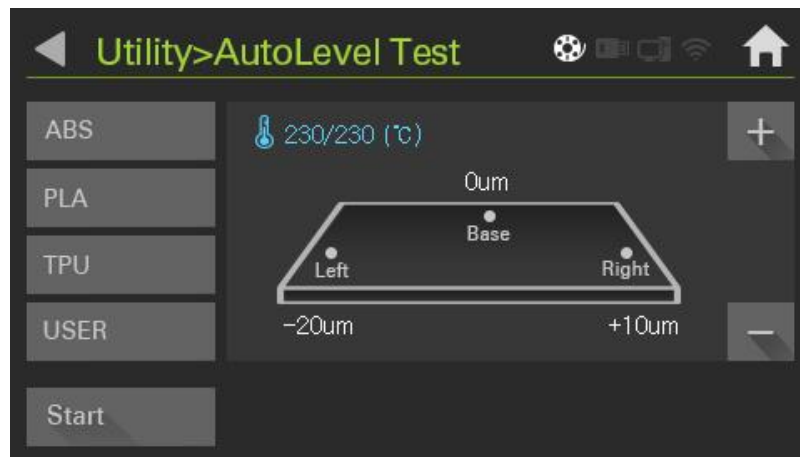 Utility>AutoLevel Test
ABS
PLA
TPU
USER
Start
230/230 (℃)
+
0um
Base
Left
Right
-20um
+10um
−